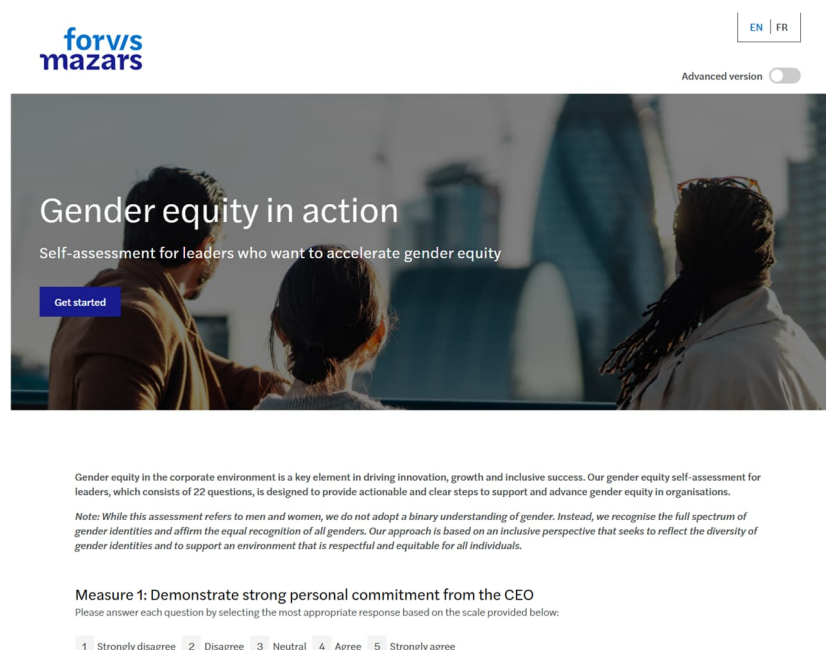 forvis
mazars
EN | FR
Advanced version
Gender equity in action
Self-assessment for leaders who want to accelerate gender equity
Get started
Gender equity in the corporate environment is a key element in driving innovation, growth and inclusive success. Our gender equity self-assessment for
leaders, which consists of 22 questions, is designed to provide actionable and clear steps to support and advance gender equity in organisations.
Note: While this assessment refers to men and women, we do not adopt a binary understanding of gender. Instead, we recognise the full spectrum of
gender identities and affirm the equal recognition of all genders. Our approach is based on an inclusive perspective that seeks to reflect the diversity of
gender identities and to support an environment that is respectful and equitable for all individuals.
Measure 1: Demonstrate strong personal commitment from the CEO
Please answer each question by selecting the most appropriate response based on the scale provided below:
1 Strongly disagree 2 Disagree 3 Neutral 4 Agree 5 Strongly agree